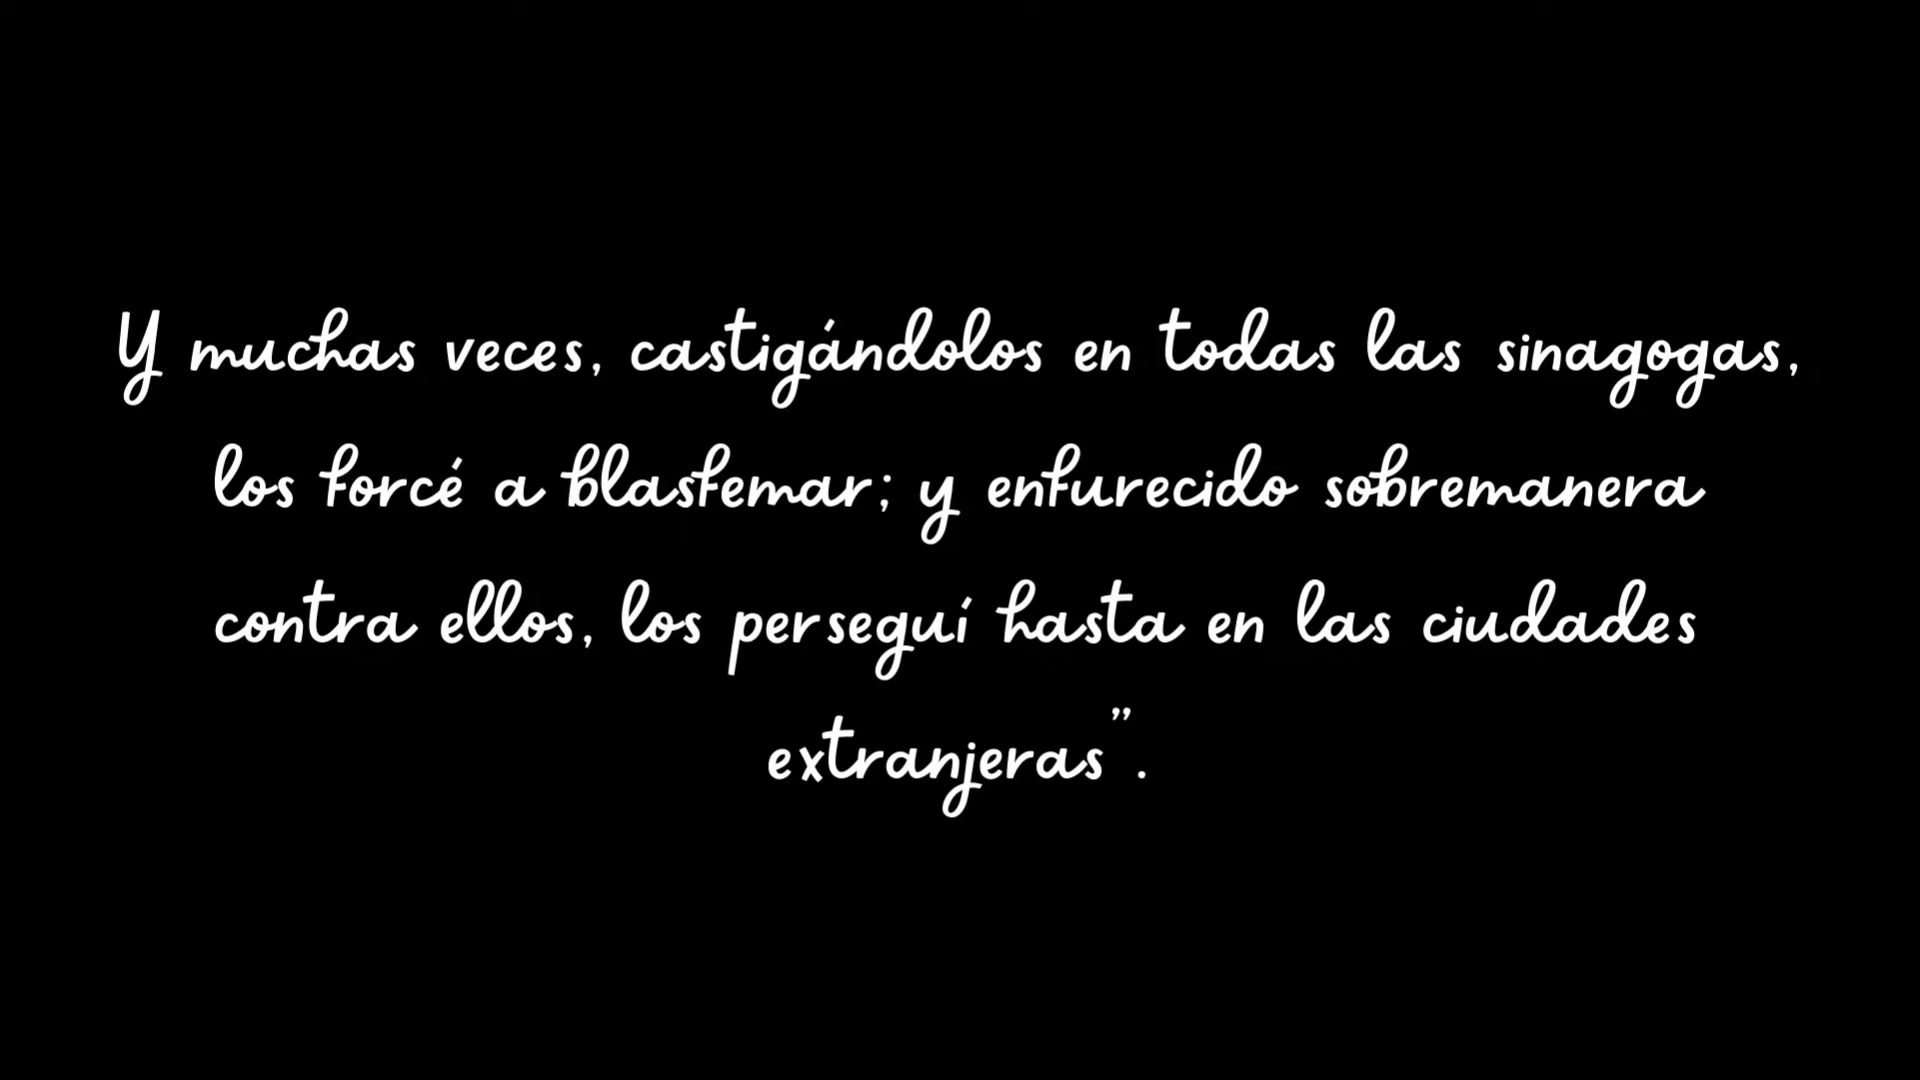 Y muchas veces, castigándolos en todas las sinagogas,
los forcé a blasfemar; y enfurecido sobremanera
contra ellos, los perseguí hasta en las ciudades
extranjeras”.